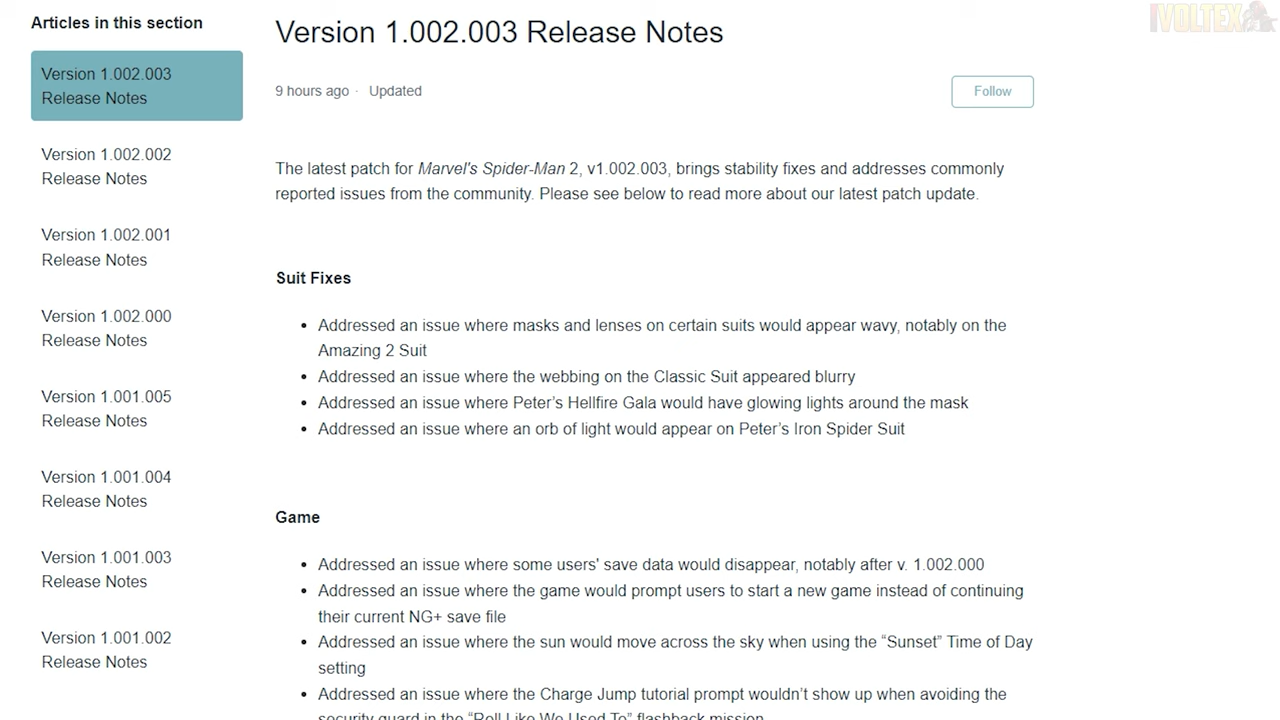 Articles in this section
Version 1.002.003
Release Notes
Version 1.002.002
Release Notes
Version 1.002.001
Release Notes
Version 1.002.000
Release Notes
Version 1.001.005
Release Notes
Version 1.001.004
Release Notes
Version 1.001.003
Release Notes
Version 1.001.002
Release Notes
Version 1.002.003 Release Notes
9 hours ago · Updated
Follow
The latest patch for Marvel's Spider-Man 2, v1.002.003, brings stability fixes and addresses commonly
reported issues from the community. Please see below to read more about our latest patch update.
Suit Fixes
• Addressed an issue where masks and lenses on certain suits would appear wavy, notably on the
Amazing 2 Suit
• Addressed an issue where the webbing on the Classic Suit appeared blurry
• Addressed an issue where Peter’s Hellfire Gala would have glowing lights around the mask
• Addressed an issue where an orb of light would appear on Peter’s Iron Spider Suit
Game
• Addressed an issue where some users' save data would disappear, notably after v. 1.002.000
• Addressed an issue where the game would prompt users to start a new game instead of continuing
their current NG+ save file
• Addressed an issue where the sun would move across the sky when using the “Sunset” Time of Day
setting
• Addressed an issue where the Charge Jump tutorial prompt wouldn’t show up when avoiding the
security guard in the “Roll Like We Used To” flashback mission
IVOLTEX